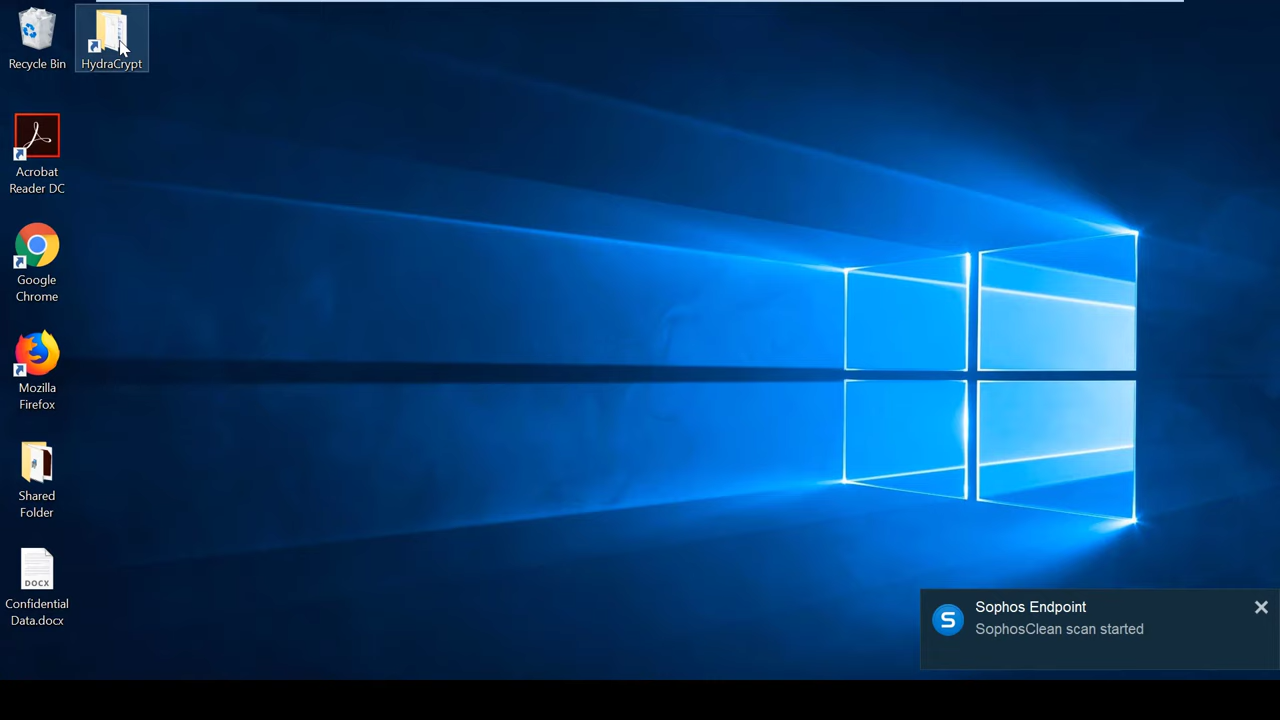 Recycle Bin
HydraCrypt
Acrobat
Reader DC
Google
Chrome
Mozilla
Firefox
Shared
Folder
DOCX
Confidential
Data.docx
S
Sophos Endpoint
SophosClean scan started